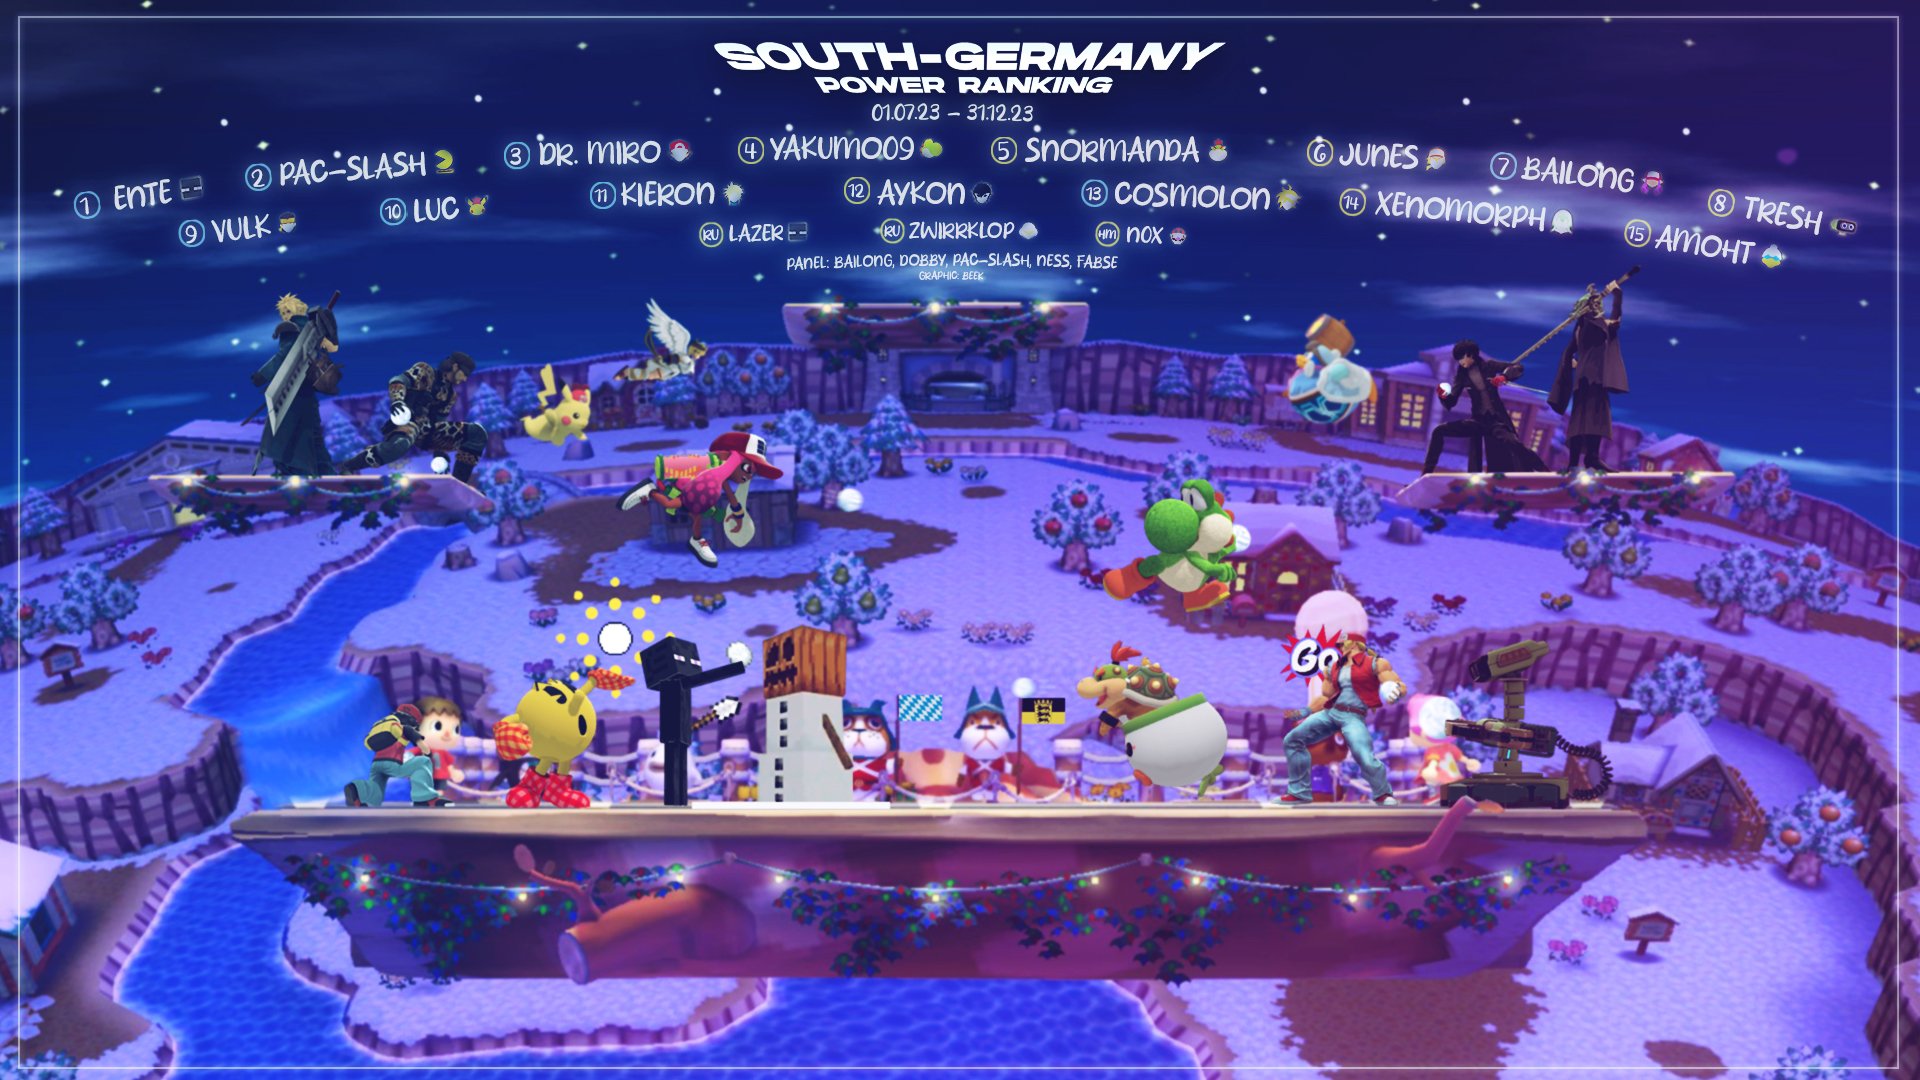 SOUTH-GERMANY
POWER RANKING
01.07.23 – 31.12.23
1 ENTE
2 PAC-SLASH
3 DR. MIRO
4 YAKUMO09
5 SNORMANDA
6 JUNES
7 BAILONG
8 TRESH
9 VULK
10 LUC
11 KIERON
12 AYKON
13 COSMOLON
14 XENOMORPH
15 AMOHT
RU LAZER
RU ZWIRRKLOP
HM NOX
PANEL: BAILONG, DOBBY, PAC-SLASH, NESS, FABSE
GRAPHIC: BEEK
GO